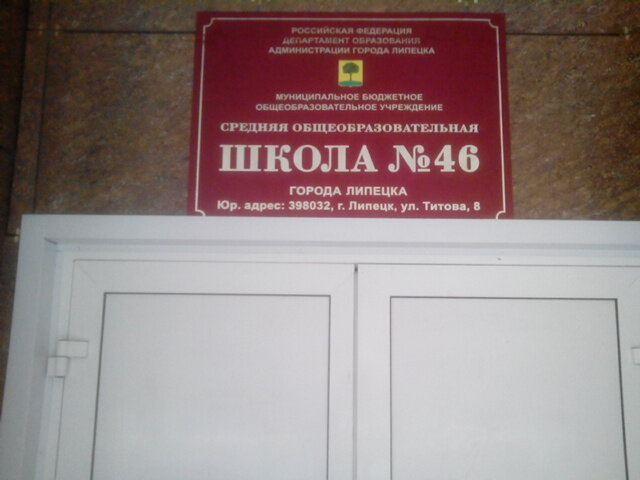 РОССИЙСКАЯ ФЕДЕРАЦИЯ
ДЕПАРТАМЕНТ ОБРАЗОВАНИЯ
АДМИНИСТРАЦИИ ГОРОДА ЛИПЕЦКА
МУНИЦИПАЛЬНОЕ БЮДЖЕТНОЕ
ОБЩЕОБРАЗОВАТЕЛЬНОЕ УЧРЕЖДЕНИЕ
СРЕДНЯЯ ОБЩЕОБРАЗОВАТЕЛЬНАЯ
ШКОЛА №46
ГОРОДА ЛИПЕЦКА
Юр. адрес: 398032, г. Липецк, ул. Титова, 8